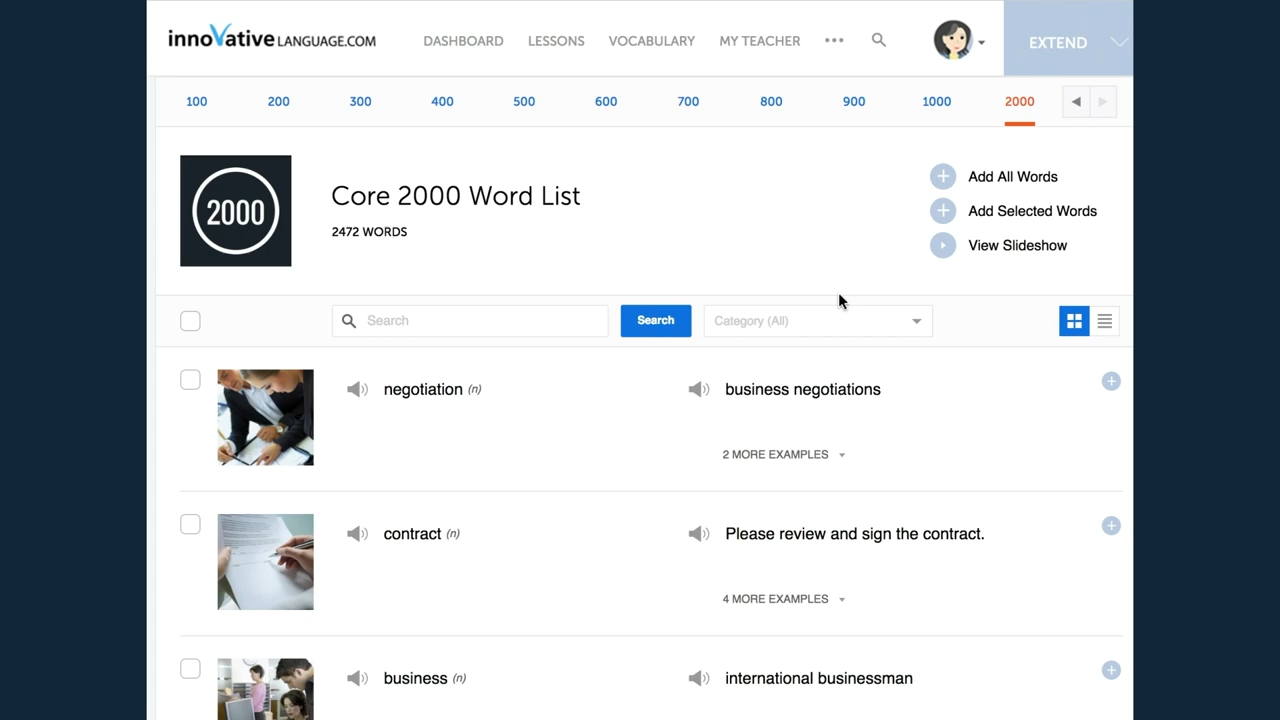 innoVative LANGUAGE.COM
DASHBOARD LESSONS VOCABULARY MY TEACHER EXTEND
100 200 300 400 500 600 700 800 900 1000 2000
2000
Core 2000 Word List
2472 WORDS
Add All Words
Add Selected Words
View Slideshow
Search Search Category (All)
negotiation (n) business negotiations
2 MORE EXAMPLES
contract (n) Please review and sign the contract.
4 MORE EXAMPLES
business (n) international businessman